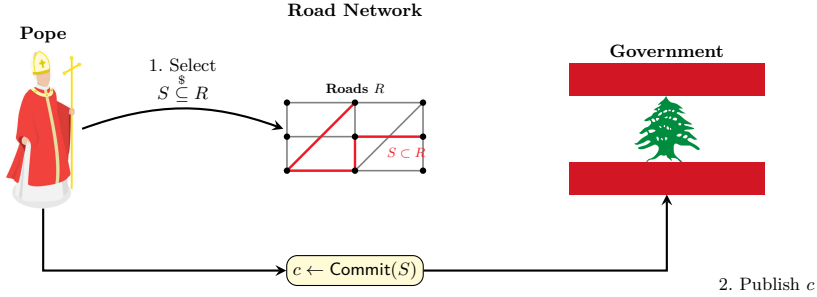 Road Network
Pope
Government
1. Select
$
S ⊆ R
Roads R
S ⊂ R
c ← Commit(S)
2. Publish c